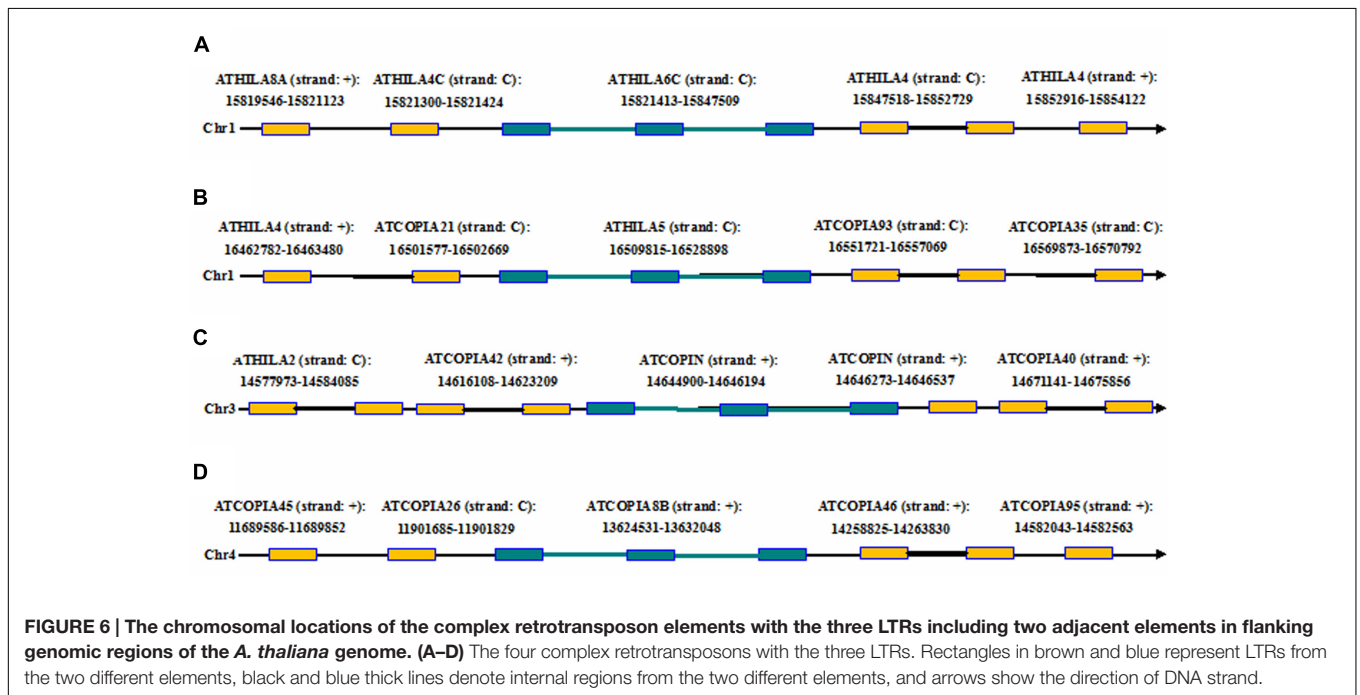 A
ATHILA8A (strand: +): ATHILA4C (strand: C): ATHILA6C (strand: C): ATHILA4 (strand: C): ATHILA4 (strand: +):
15819546-15821123 15821300-15821424 15821413-15847509 15847518-15852729 15852916-15854122
Chr1
B
ATHILA4 (strand: +): ATCOPIA21 (strand: C): ATHILA5 (strand: C): ATCOPIA93 (strand: C): ATCOPIA35 (strand: C):
16462782-16463480 16501577-16502669 16509815-16528898 16551721-16557069 16569873-16570792
Chr1
C
ATHILA2 (strand: C): ATCOPIA42 (strand: +): ATCOPIN (strand: +): ATCOPIN (strand: +): ATCOPIA40 (strand: +):
14577973-14584085 14616108-14623209 14644900-14646194 14646273-14646537 14671141-14675856
Chr3
D
ATCOPIA45 (strand: +): ATCOPIA26 (strand: C): ATCOPIA8B (strand: +): ATCOPIA46 (strand: +): ATCOPIA95 (strand: +):
11689586-11689852 11901685-11901829 13624531-13632048 14258825-14263830 14582043-14582563
Chr4
FIGURE 6 | The chromosomal locations of the complex retrotransposon elements with the three LTRs including two adjacent elements in flanking
genomic regions of the A. thaliana genome. (A–D) The four complex retrotransposons with the three LTRs. Rectangles in brown and blue represent LTRs from
the two different elements, black and blue thick lines denote internal regions from the two different elements, and arrows show the direction of DNA strand.